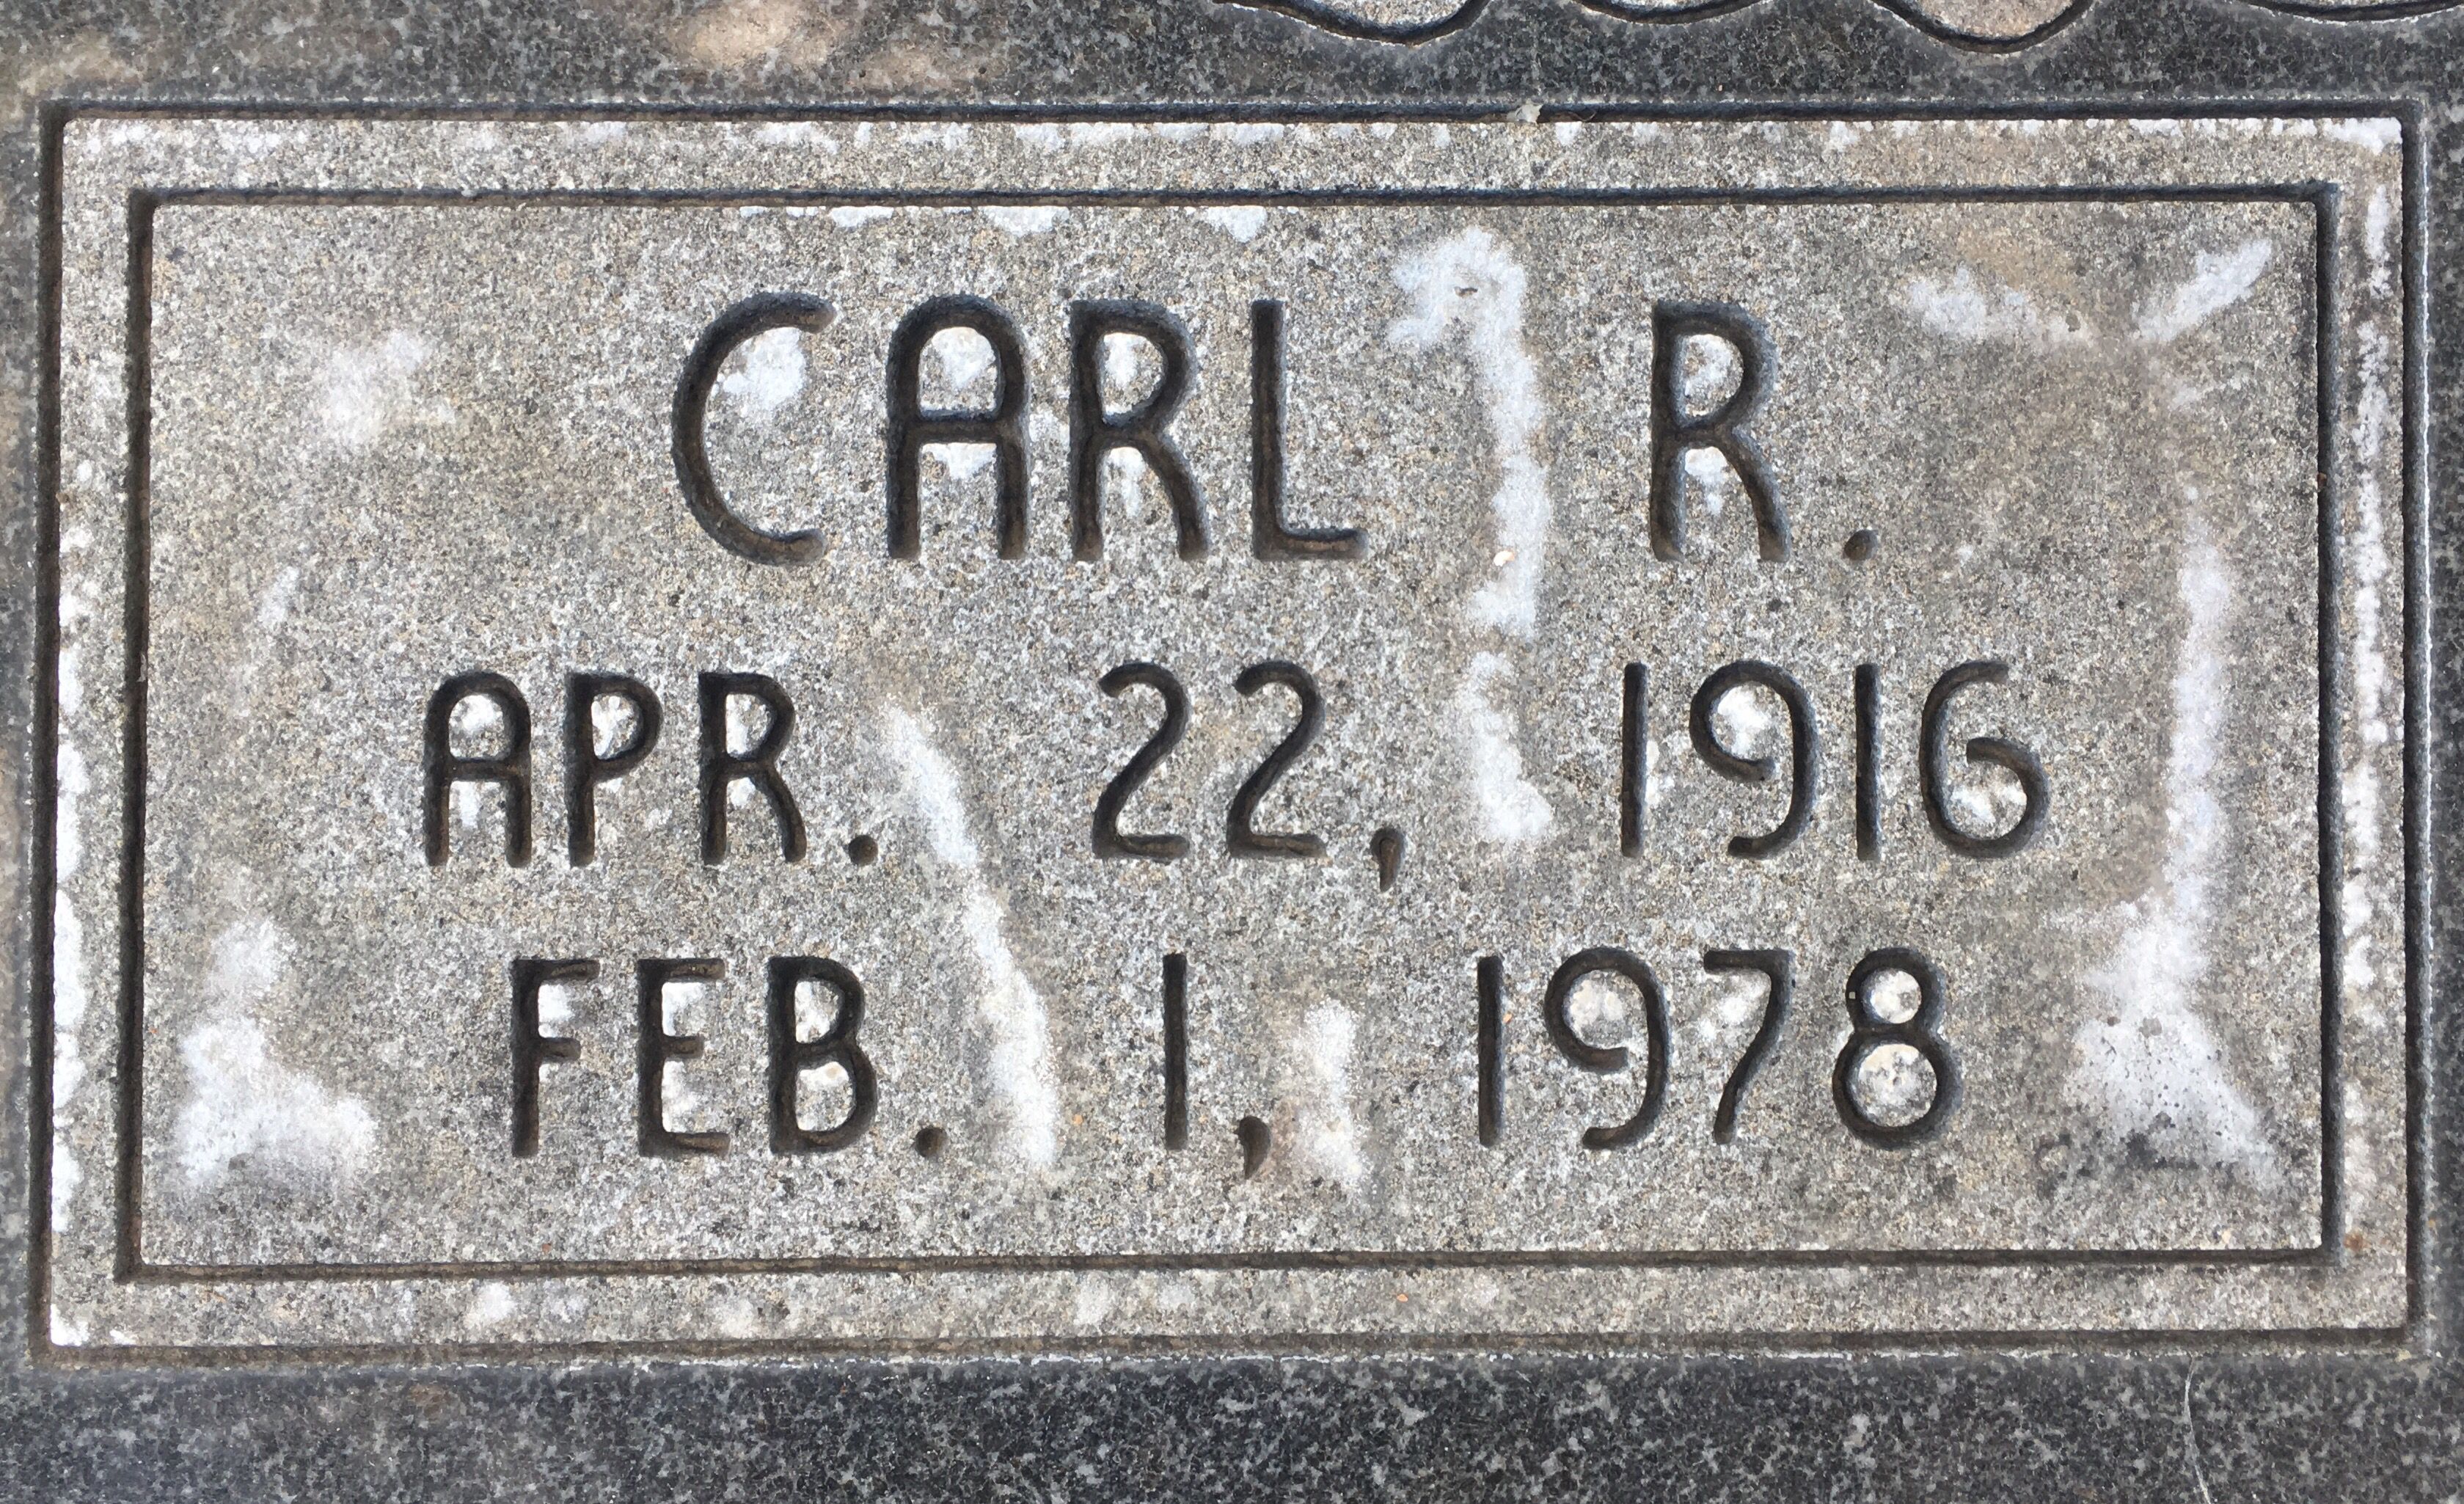 CARL R.
APR. 22, 1916
FEB. 1, 1978